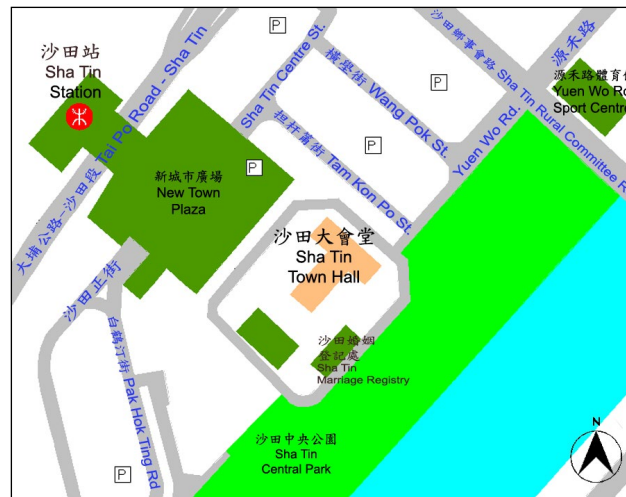 沙田站
Sha Tin
Station
大埔公路-沙田段 Tai Po Road - Sha Tin
P
Sha Tin Centre St.
橫壆街 Wang Pok St.
P
沙田鄉事會路 Sha Tin Rural Committee R
源禾路
源禾路體育
Yuen Wo Ro
Sport Centre
Yuen Wo Rd.
P
担杆莆街 Tam Kon Po St.
P
新城市廣場
New Town
Plaza
沙田大會堂
Sha Tin
Town Hall
沙田正街
白鶴汀街 Pak Hok Ting Rd
沙田婚姻
登記處
Sha Tin
Marriage Registry
沙田中央公園
Sha Tin
Central Park
P
N